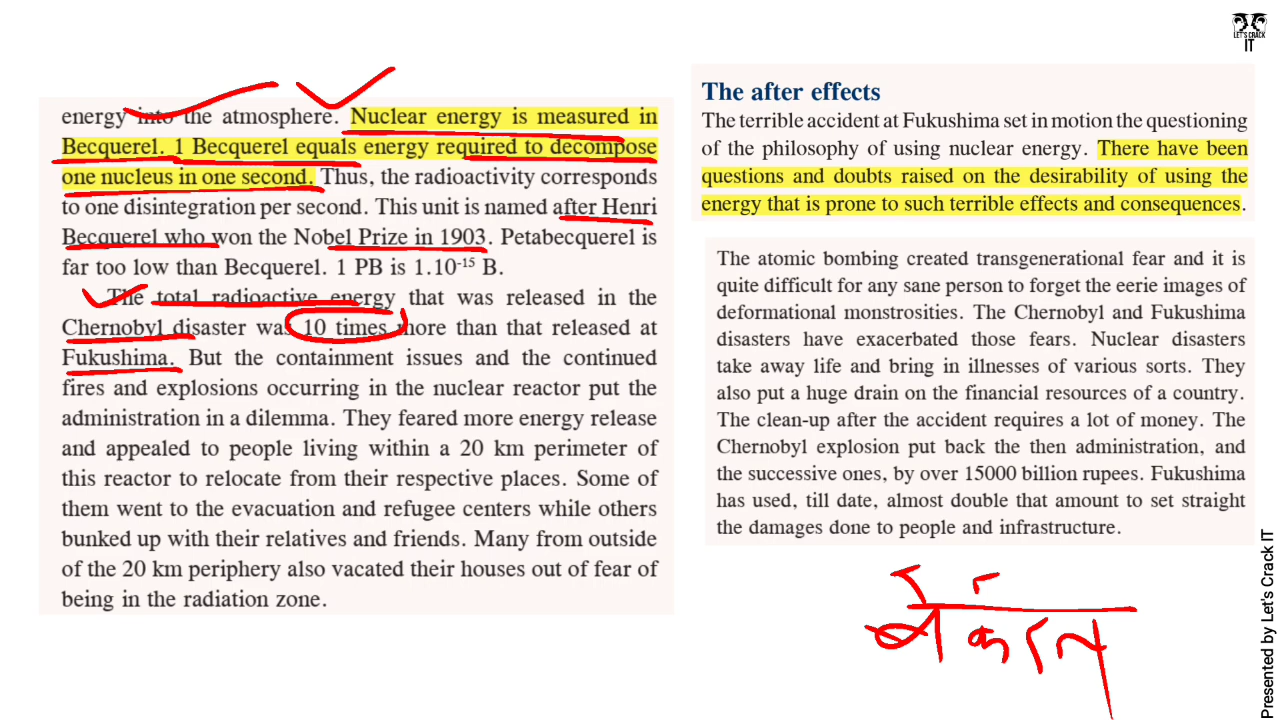 LET'S CRACK
IT
energy into the atmosphere. Nuclear energy is measured in
Becquerel. 1 Becquerel equals energy required to decompose
one nucleus in one second. Thus, the radioactivity corresponds
to one disintegration per second. This unit is named after Henri
Becquerel who won the Nobel Prize in 1903. Petabecquerel is
far too low than Becquerel. 1 PB is 1.10⁻¹⁵ B.
The total radioactive energy that was released in the
Chernobyl disaster was 10 times more than that released at
Fukushima. But the containment issues and the continued
fires and explosions occurring in the nuclear reactor put the
administration in a dilemma. They feared more energy release
and appealed to people living within a 20 km perimeter of
this reactor to relocate from their respective places. Some of
them went to the evacuation and refugee centers while others
bunked up with their relatives and friends. Many from outside
of the 20 km periphery also vacated their houses out of fear of
being in the radiation zone.
The after effects
The terrible accident at Fukushima set in motion the questioning
of the philosophy of using nuclear energy. There have been
questions and doubts raised on the desirability of using the
energy that is prone to such terrible effects and consequences.
The atomic bombing created transgenerational fear and it is
quite difficult for any sane person to forget the eerie images of
deformational monstrosities. The Chernobyl and Fukushima
disasters have exacerbated those fears. Nuclear disasters
take away life and bring in illnesses of various sorts. They
also put a huge drain on the financial resources of a country.
The clean-up after the accident requires a lot of money. The
Chernobyl explosion put back the then administration, and
the successive ones, by over 15000 billion rupees. Fukushima
has used, till date, almost double that amount to set straight
the damages done to people and infrastructure.
Presented by Let's Crack IT